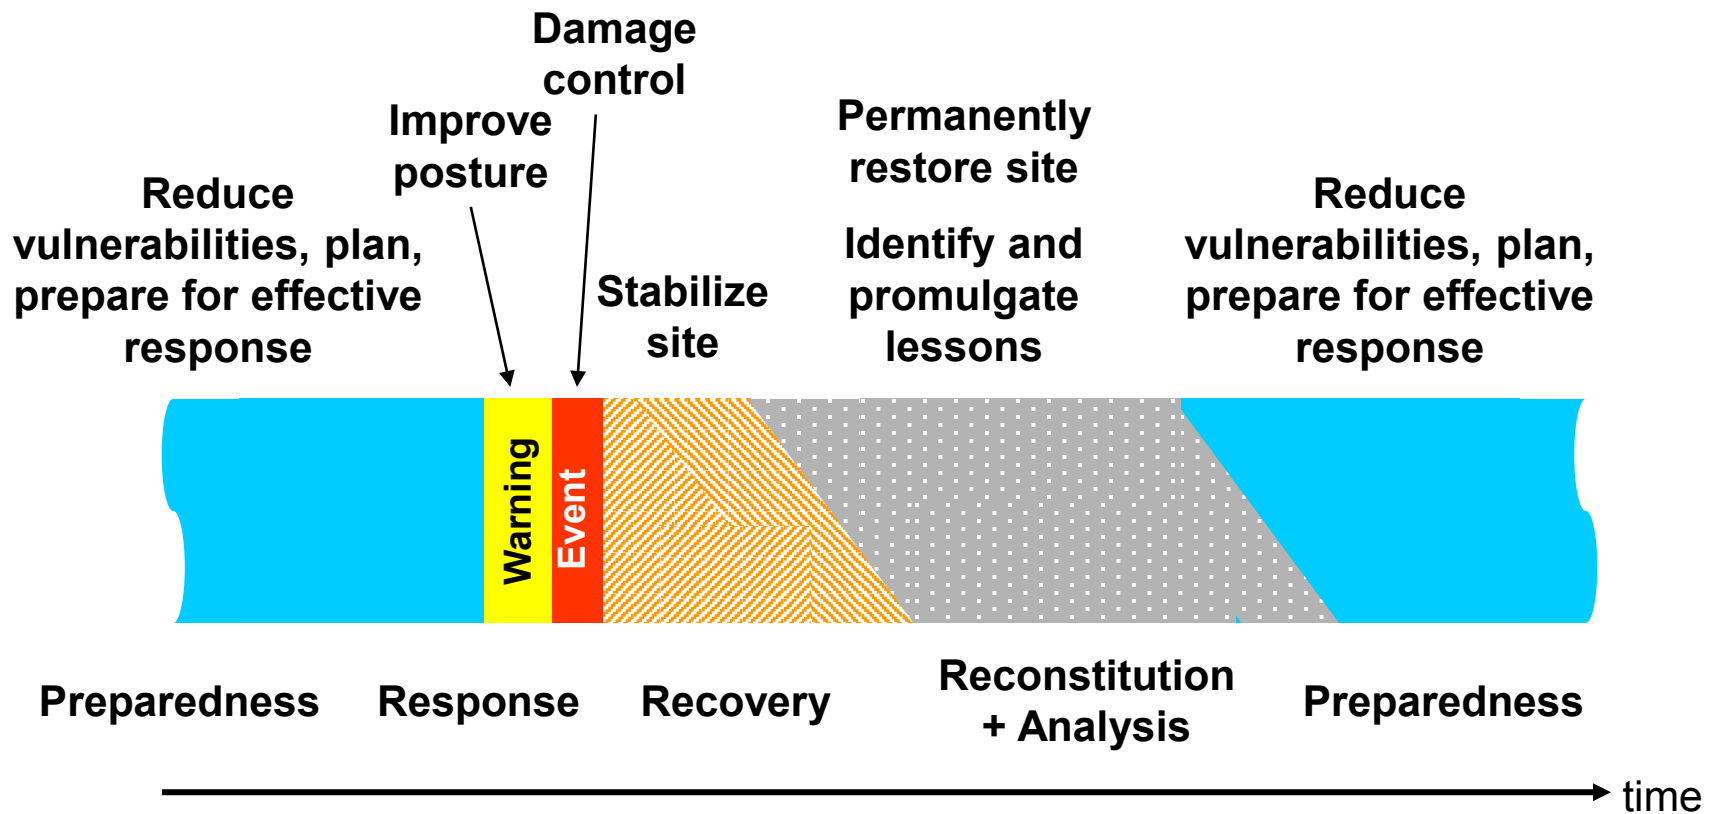 Damage
control
Improve
posture
Permanently
restore site
Reduce
vulnerabilities, plan,
prepare for effective
response
Stabilize
site
Identify and
promulgate
lessons
Reduce
vulnerabilities, plan,
prepare for effective
response
Warning
Event
Preparedness
Response
Recovery
Reconstitution
+ Analysis
Preparedness
time